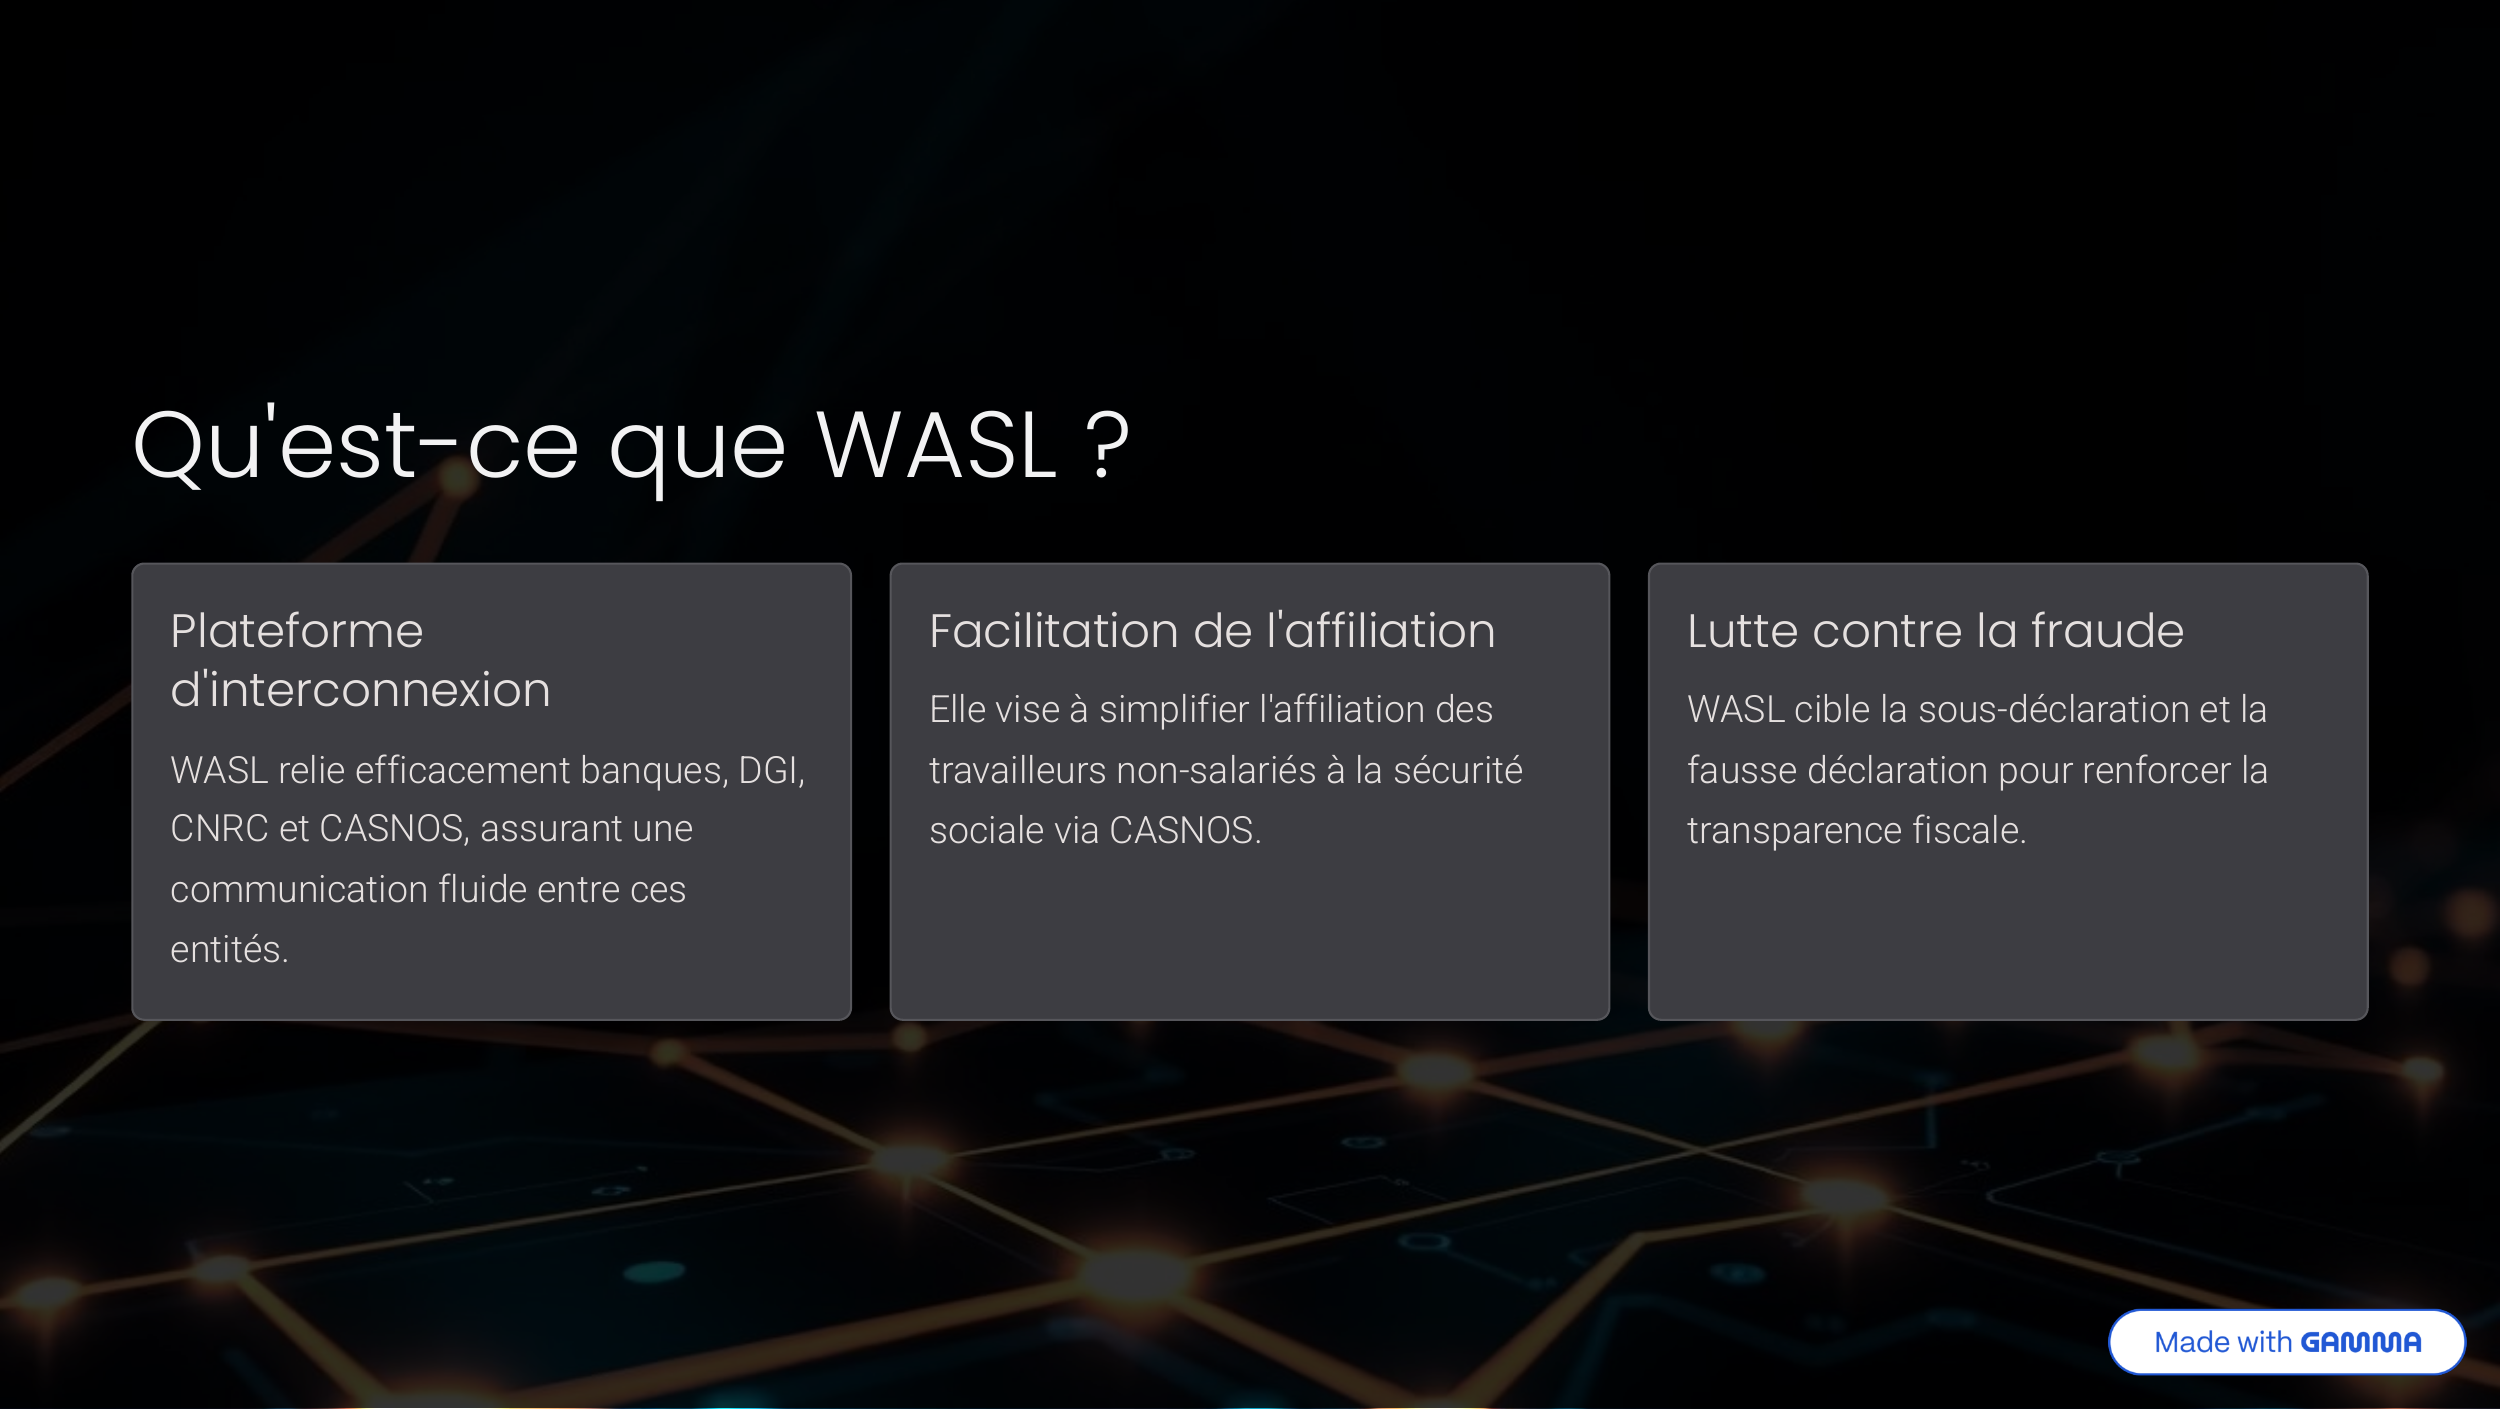 Qu'est-ce que WASL ?
Plateforme
d'interconnexion
WASL relie efficacement banques, DGI,
CNRC et CASNOS, assurant une
communication fluide entre ces
entités.
Facilitation de l'affiliation
Elle vise à simplifier l'affiliation des
travailleurs non-salariés à la sécurité
sociale via CASNOS.
Lutte contre la fraude
WASL cible la sous-déclaration et la
fausse déclaration pour renforcer la
transparence fiscale.
Made with GAMMA